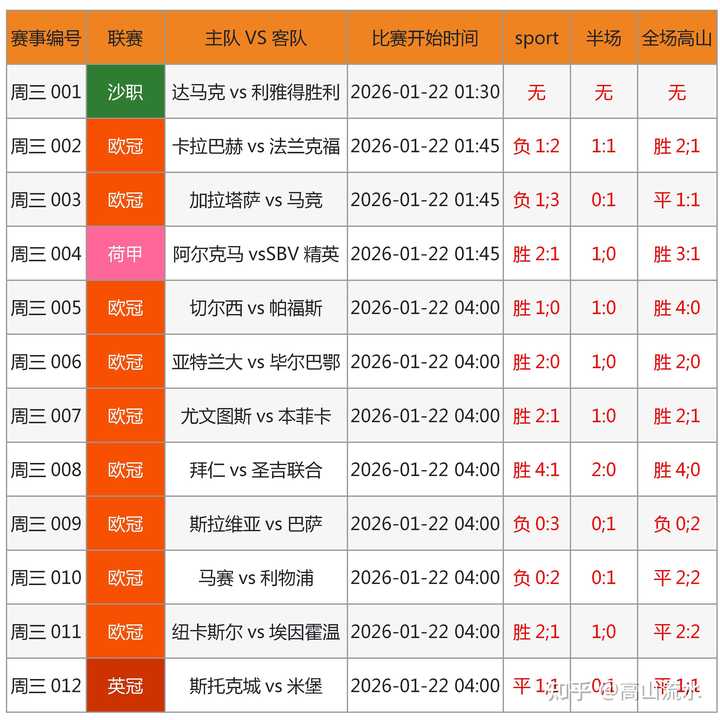 赛事编号 联赛 主队 VS 客队 比赛开始时间 sport 半场 全场高山
周三 001 沙职 达马克 vs 利雅得胜利 2026-01-22 01:30 无 无 无
周三 002 欧冠 卡拉巴赫 vs 法兰克福 2026-01-22 01:45 负 1:2 1:1 胜 2;1
周三 003 欧冠 加拉塔萨 vs 马竞 2026-01-22 01:45 负 1;3 0:1 平 1:1
周三 004 荷甲 阿尔克马 vsSBV 精英 2026-01-22 01:45 胜 2:1 1;0 胜 3:1
周三 005 欧冠 切尔西 vs 帕福斯 2026-01-22 04:00 胜 1;0 1:0 胜 4:0
周三 006 欧冠 亚特兰大 vs 毕尔巴鄂 2026-01-22 04:00 胜 2:0 1;0 胜 2;0
周三 007 欧冠 尤文图斯 vs 本菲卡 2026-01-22 04:00 胜 2:1 1:0 胜 2;1
周三 008 欧冠 拜仁 vs 圣吉联合 2026-01-22 04:00 胜 4:1 2:0 胜 4;0
周三 009 欧冠 斯拉维亚 vs 巴萨 2026-01-22 04:00 负 0:3 0;1 负 0;2
周三 010 欧冠 马赛 vs 利物浦 2026-01-22 04:00 负 0:2 0:1 平 2;2
周三 011 欧冠 纽卡斯尔 vs 埃因霍温 2026-01-22 04:00 胜 2;1 1;0 平 2:2
周三 012 英冠 斯托克城 vs 米堡 2026-01-22 04:00 平 1:1 0:1 平 1:1
知乎 @高山流水